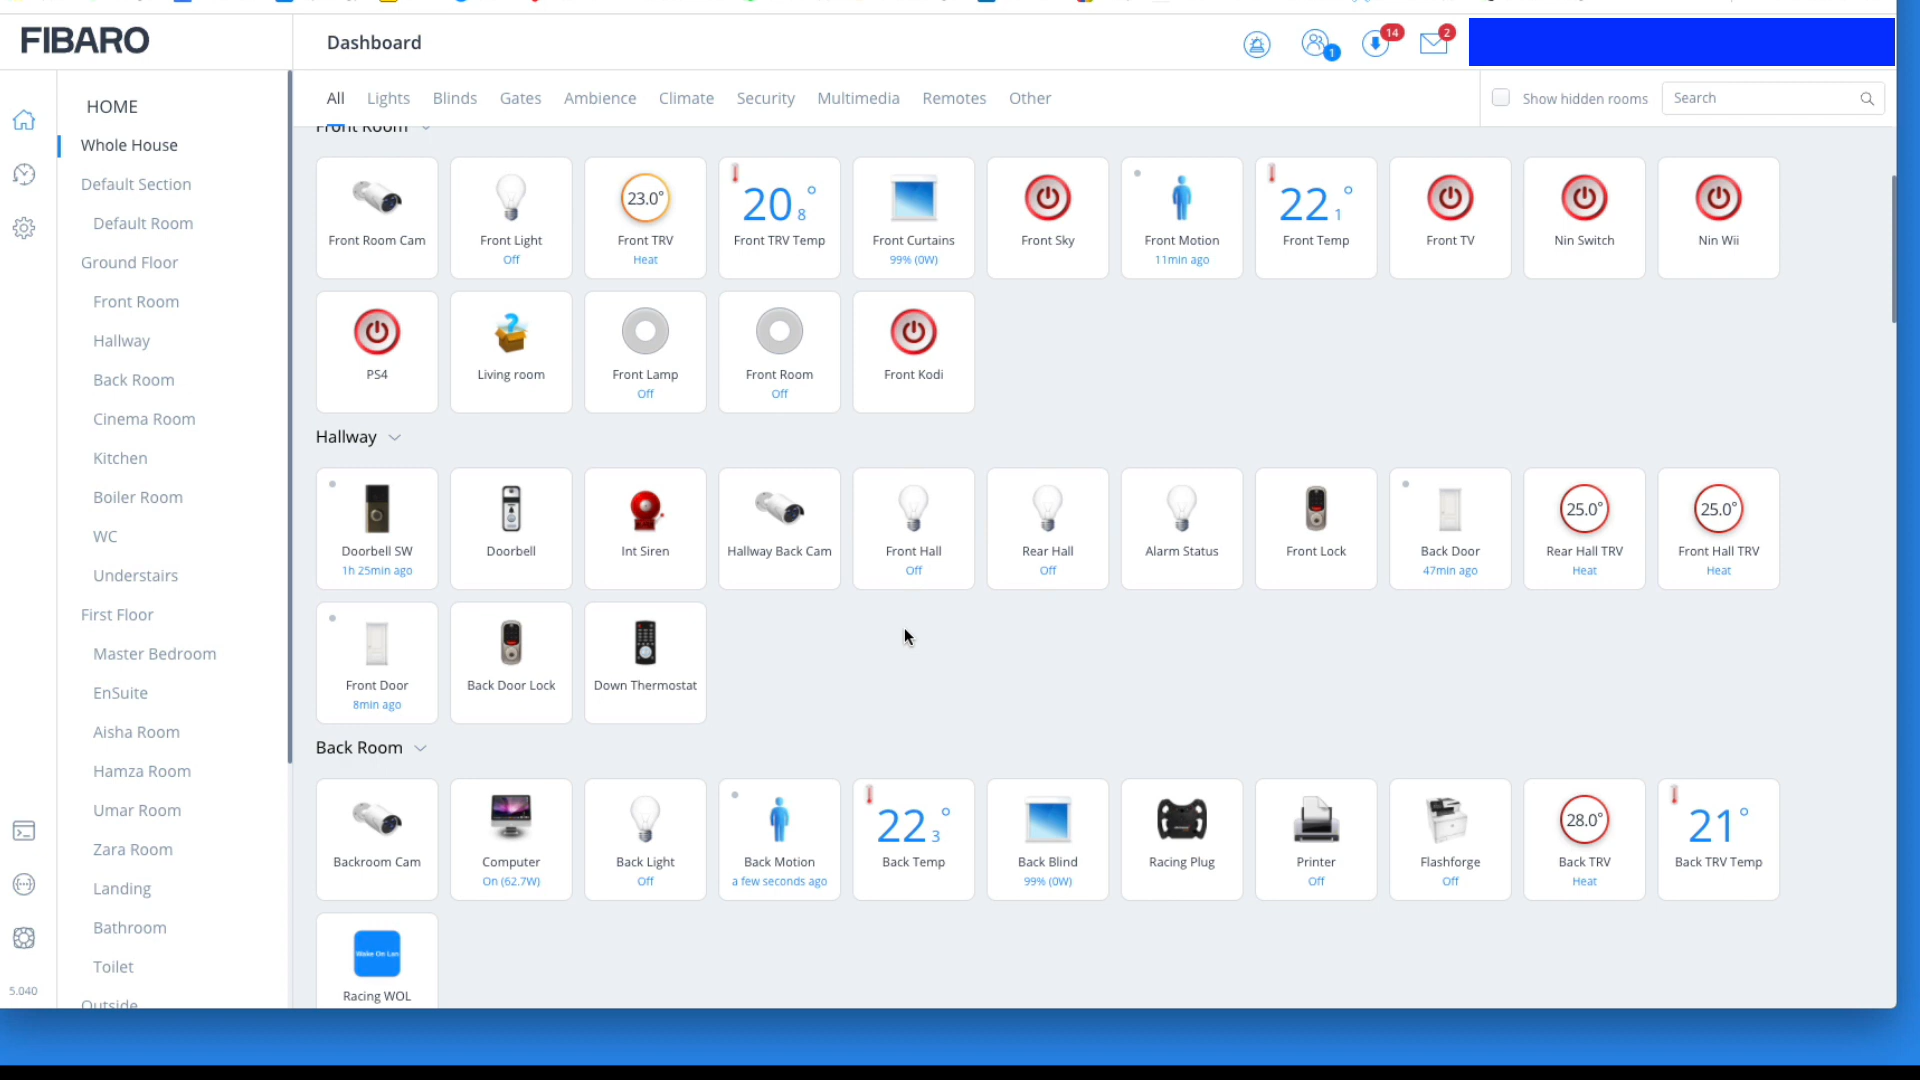 FIBARO
Dashboard
1
14
2
All Lights Blinds Gates Ambience Climate Security Multimedia Remotes Other
Show hidden rooms
Search
HOME
Whole House
Default Section
Default Room
Ground Floor
Front Room
Hallway
Back Room
Cinema Room
Kitchen
Boiler Room
WC
Understairs
First Floor
Master Bedroom
EnSuite
Aisha Room
Hamza Room
Umar Room
Zara Room
Landing
Bathroom
Toilet
Outside
5.040
Front Room
23.0° 20 8° 22 1°
Front Room Cam Front Light Front TRV Front TRV Temp Front Curtains Front Sky Front Motion Front Temp Front TV Nin Switch Nin Wii
Off Heat 99% (0W) 11min ago
?
PS4 Living room Front Lamp Front Room Front Kodi
Off Off
Hallway
25.0° 25.0°
Doorbell SW Doorbell Int Siren Hallway Back Cam Front Hall Rear Hall Alarm Status Front Lock Back Door Rear Hall TRV Front Hall TRV
1h 25min ago Off Off 47min ago Heat Heat
Front Door Back Door Lock Down Thermostat
8min ago
Back Room
22 3° 28.0° 21°
Backroom Cam Computer Back Light Back Motion Back Temp Back Blind Racing Plug Printer Flashforge Back TRV Back TRV Temp
On (62.7W) Off a few seconds ago 99% (0W) Off Off Heat
Wake On Lan
Racing WOL